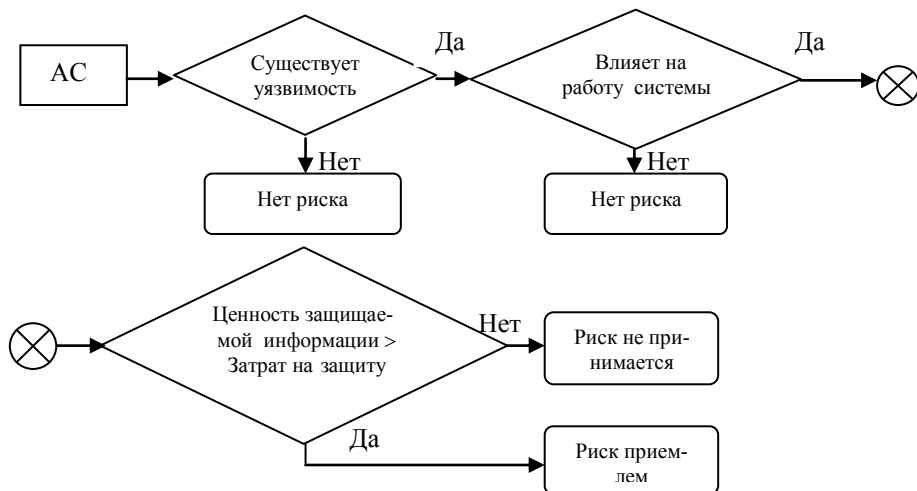 АС
Существует
уязвимость
Да
Влияет на
работу системы
Да
Нет
Нет риска
Нет
Нет риска
Ценность защищае-
мой информации >
Затрат на защиту
Нет
Риск не при-
нимается
Да
Риск прием-
лем